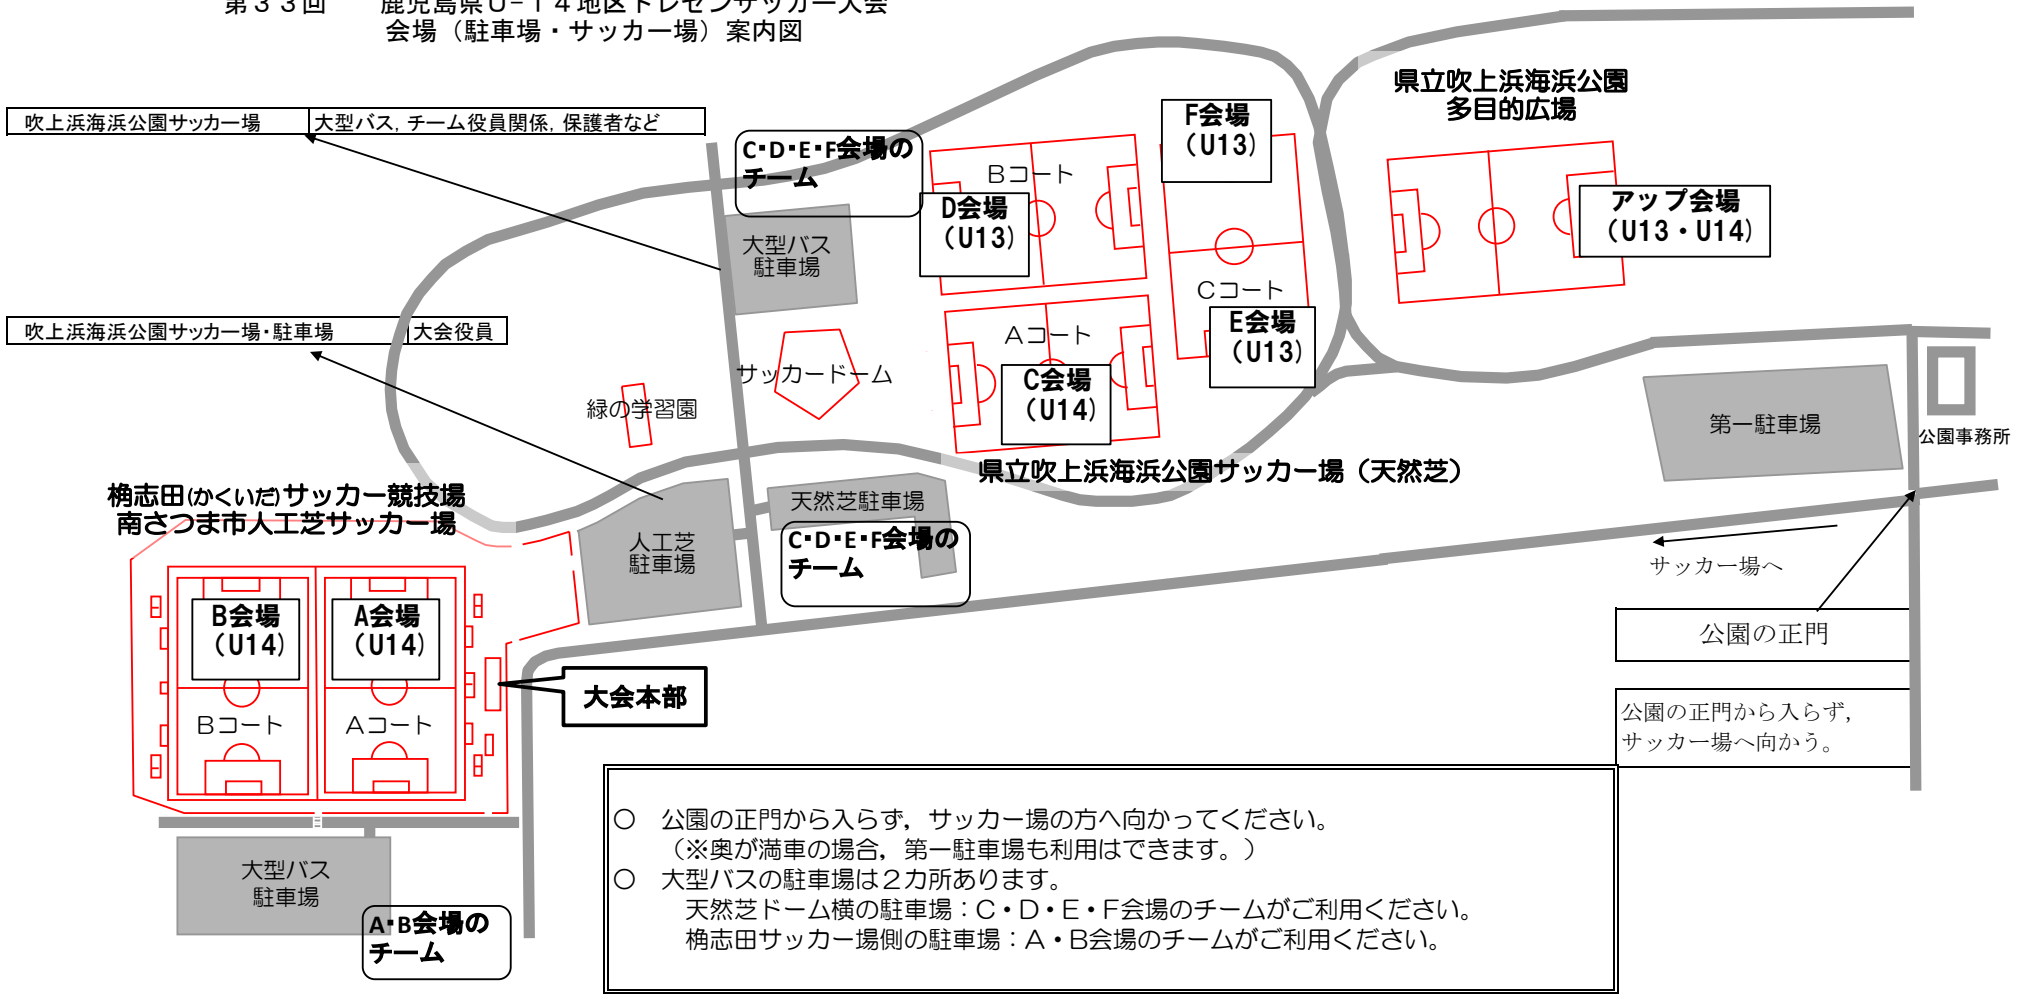 第３３回　　鹿児島県Ｕ－１４地区トレセンサッカー大会
会場（駐車場・サッカー場）案内図
吹上浜海浜公園サッカー場　大型バス，チーム役員関係，保護者など
吹上浜海浜公園サッカー場・駐車場　大会役員
C・D・E・F会場の
チーム
大型バス
駐車場
サッカードーム
緑の学習園
Ｂコート
D会場
（U13）
F会場
（U13）
Ｃコート
E会場
（U13）
Ａコート
C会場
（U14）
県立吹上浜海浜公園
多目的広場
アップ会場
（U13・U14）
県立吹上浜海浜公園サッカー場（天然芝）
第一駐車場
公園事務所
天然芝駐車場
C・D・E・F会場の
チーム
人工芝
駐車場
桷志田(かくいだ)サッカー競技場
南さつま市人工芝サッカー場
B会場
（U14）
A会場
（U14）
Ｂコート
Ａコート
大会本部
サッカー場へ
公園の正門
公園の正門から入らず，
サッカー場へ向かう。
大型バス
駐車場
A・B会場の
チーム
○　公園の正門から入らず，サッカー場の方へ向かってください。
（※奥が満車の場合，第一駐車場も利用はできます。）
○　大型バスの駐車場は２カ所あります。
天然芝ドーム横の駐車場：Ｃ・Ｄ・Ｅ・Ｆ会場のチームがご利用ください。
桷志田サッカー場側の駐車場：Ａ・Ｂ会場のチームがご利用ください。